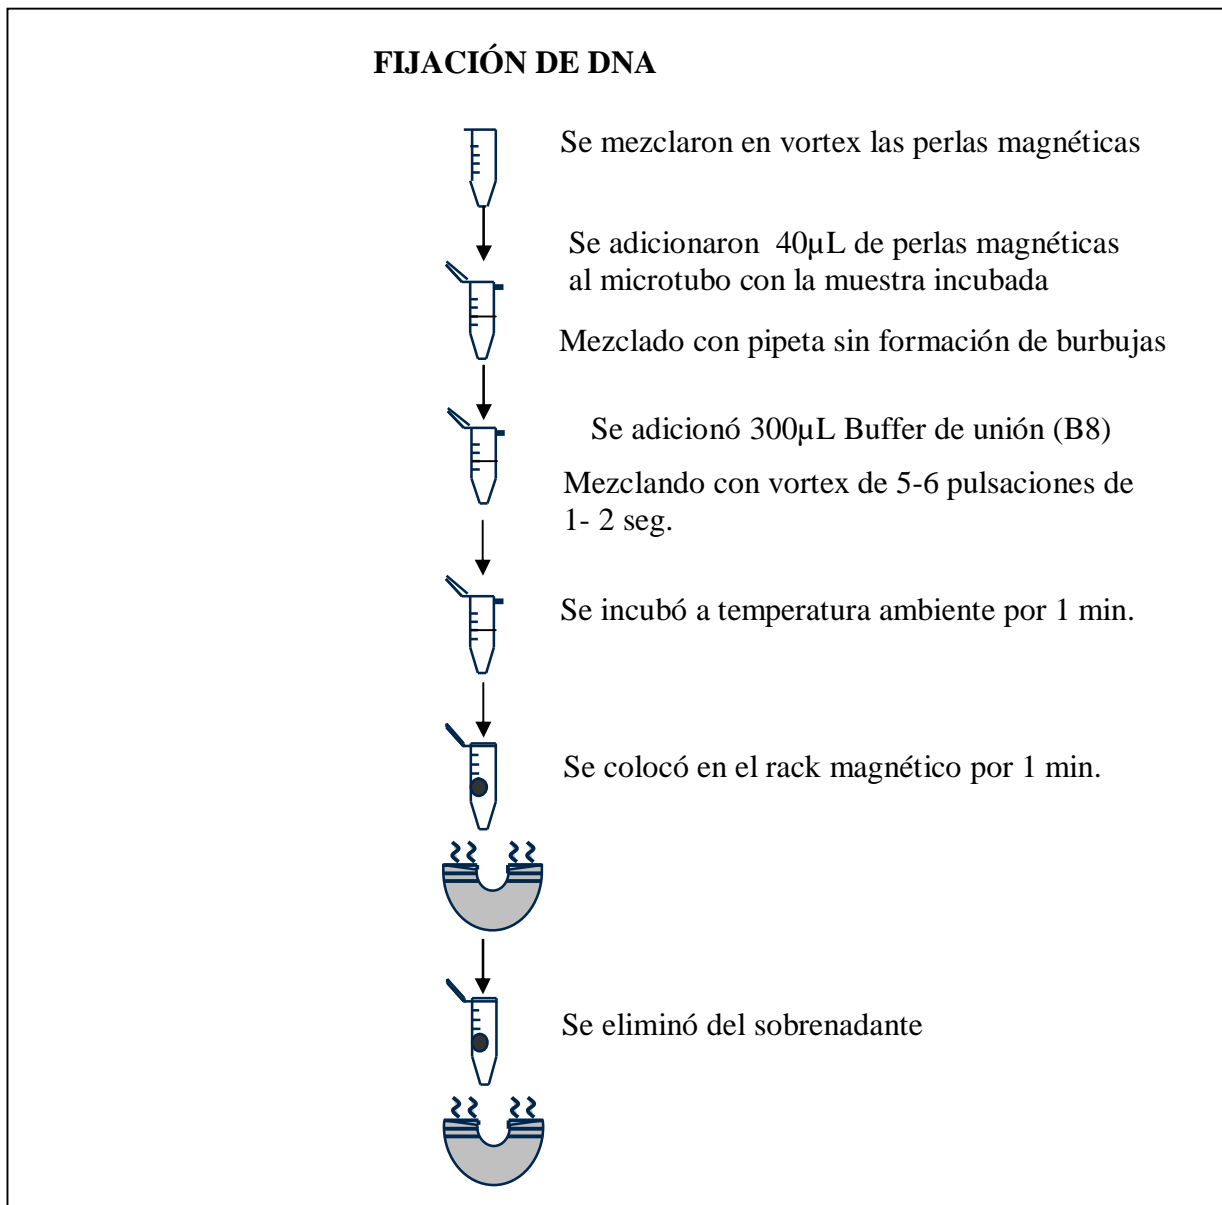 FIJACIÓN DE DNA
Se mezclaron en vortex las perlas magnéticas
Se adicionaron 40µL de perlas magnéticas
al microtubo con la muestra incubada
Mezclado con pipeta sin formación de burbujas
Se adicionó 300µL Buffer de unión (B8)
Mezclando con vortex de 5-6 pulsaciones de
1- 2 seg.
Se incubó a temperatura ambiente por 1 min.
Se colocó en el rack magnético por 1 min.
Se eliminó del sobrenadante